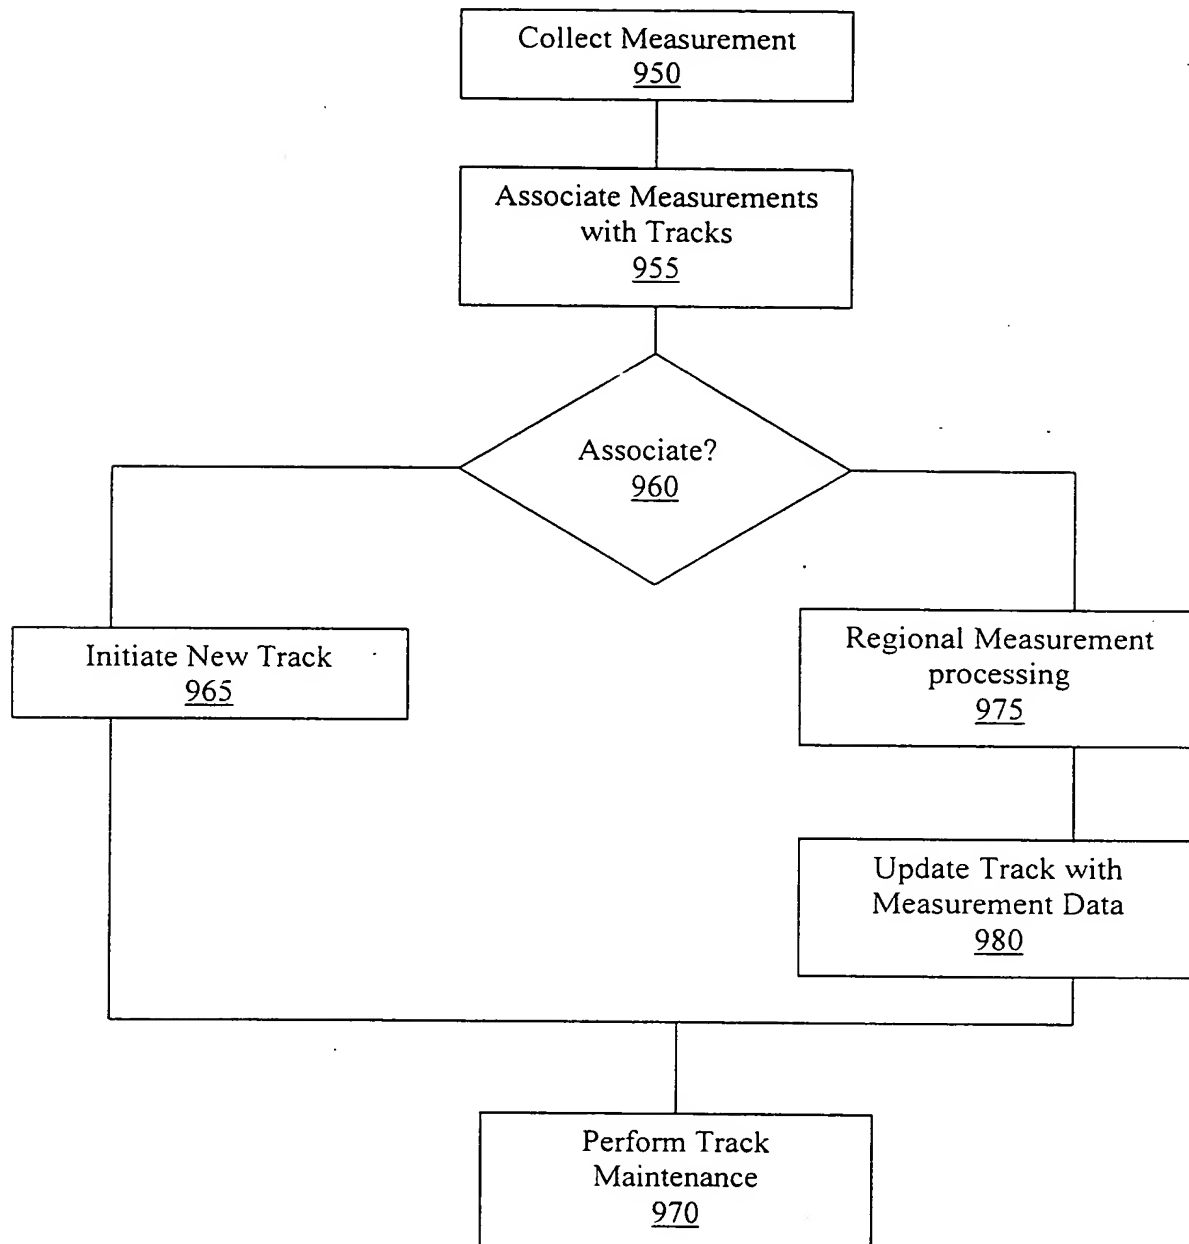 Collect Measurement
950
Associate Measurements
with Tracks
955
Associate?
960
Initiate New Track
965
Regional Measurement
processing
975
Update Track with
Measurement Data
980
Perform Track
Maintenance
970